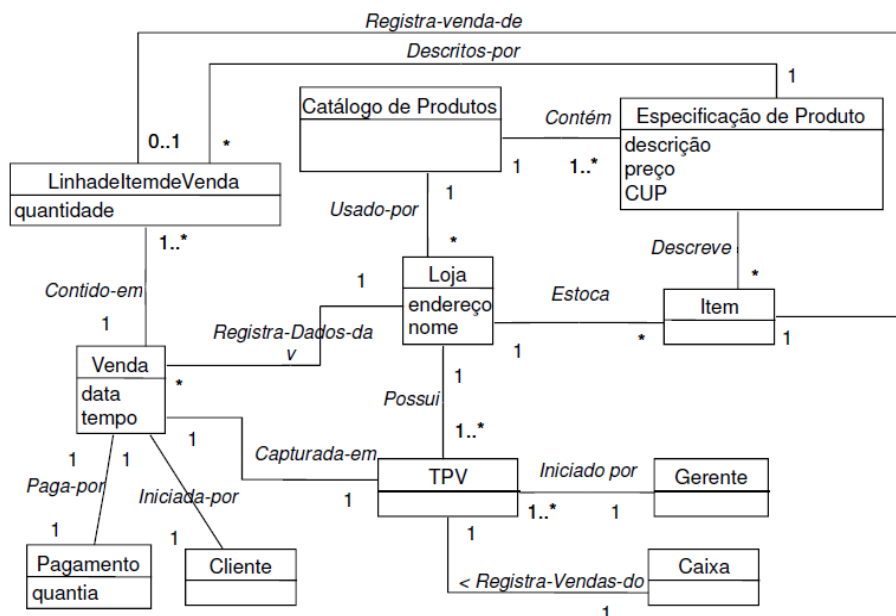 Registra-venda-de
Descritos-por
1
Catálogo de Produtos
Contém
Especificação de Produto
descrição
preço
CUP
0..1
*
1
1..*
LinhadeItemdeVenda
quantidade
1
Usado-por
1..*
*
Descreve
*
Contido-em
1
Loja
endereço
nome
Estoca
Item
1
Registra-Dados-da
v
1
*
1
Venda
data
tempo
*
1
Possui
1
1..*
1
1
Capturada-em
TPV
Iniciado por
Gerente
Paga-por
Iniciada-por
1
1..*
1
1
1
1
Pagamento
quantia
Cliente
< Registra-Vendas-do
Caixa
1